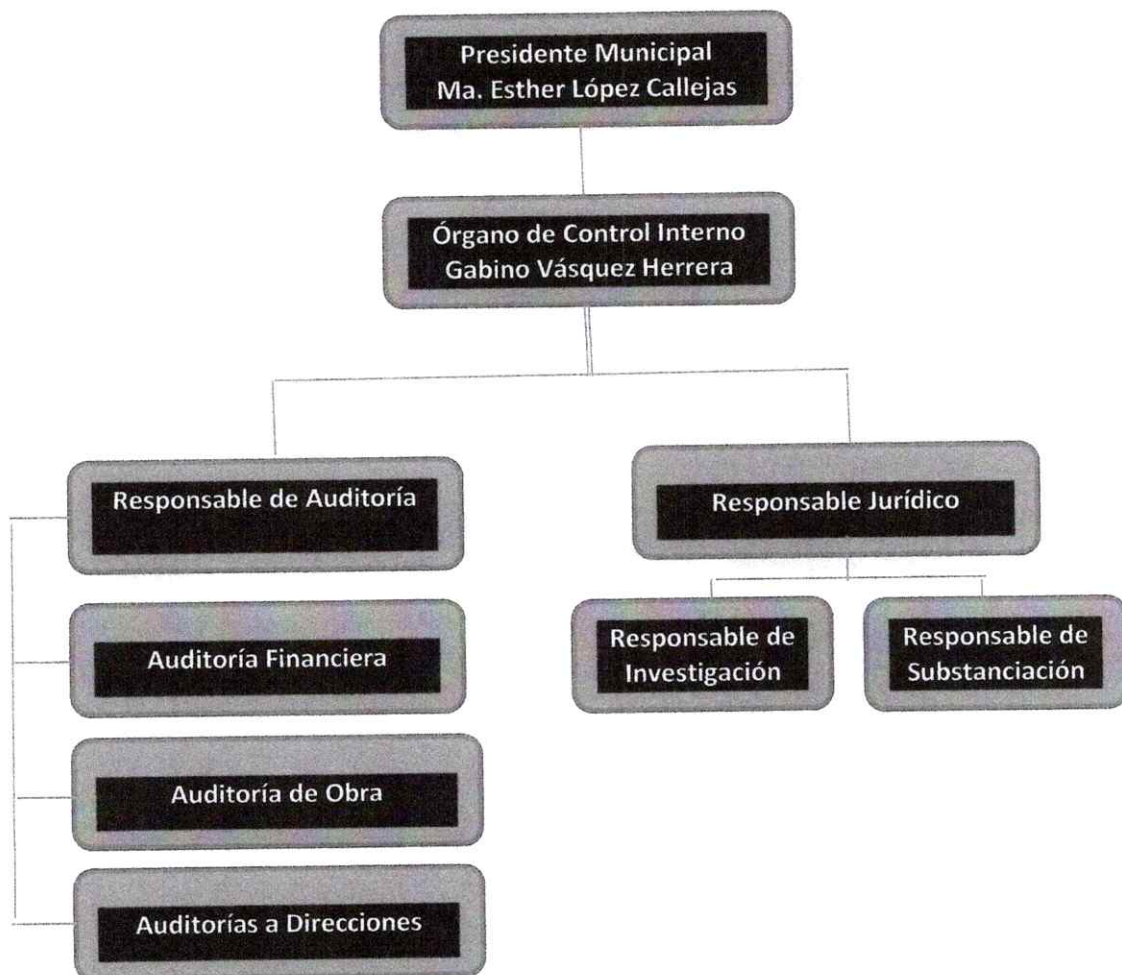 Presidente Municipal
Ma. Esther López Callejas
Órgano de Control Interno
Gabino Vásquez Herrera
Responsable de Auditoría
Responsable Jurídico
Auditoría Financiera
Responsable de
Investigación
Responsable de
Substanciación
Auditoría de Obra
Auditorías a Direcciones